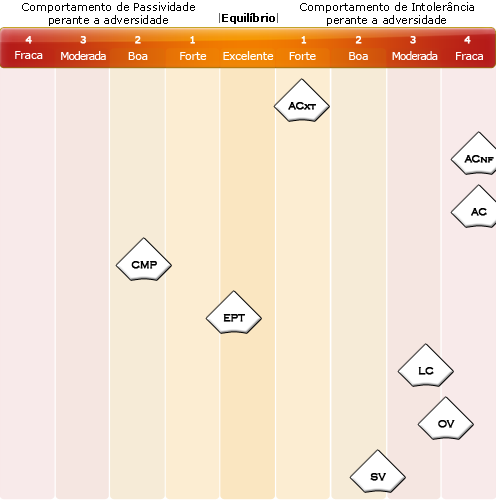 Comportamento de Passividade
perante a adversidade
|Equilíbrio|
Comportamento de Intolerância
perante a adversidade
4 3 2 1 1 2 3 4
Fraca Moderada Boa Forte Excelente Forte Boa Moderada Fraca
ACXT
ACNF
AC
CMP
EPT
LC
OV
SV